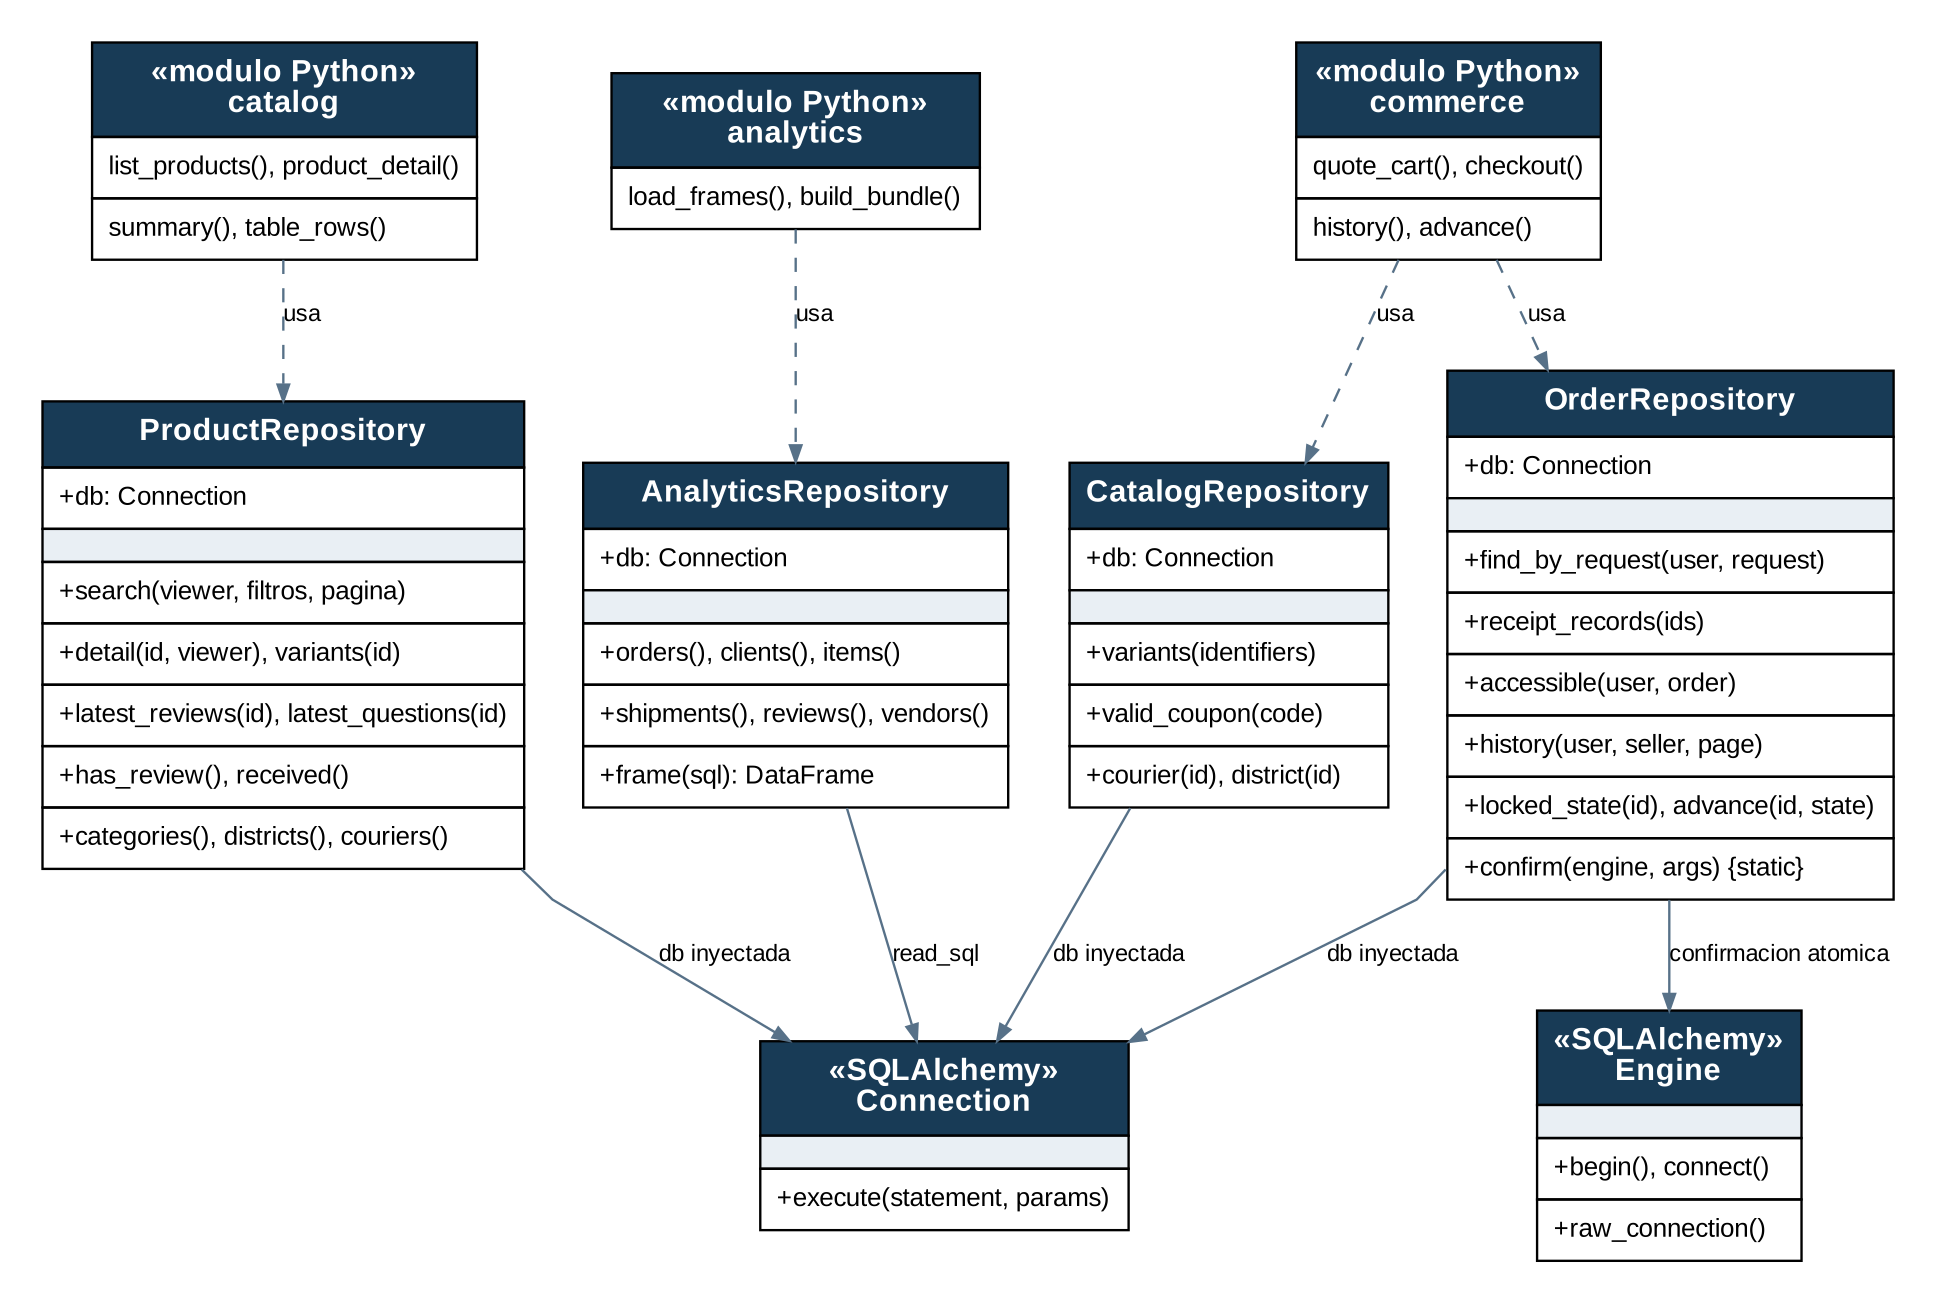 «modulo Python»
catalog
list_products(), product_detail()
summary(), table_rows()
«modulo Python»
analytics
load_frames(), build_bundle()
«modulo Python»
commerce
quote_cart(), checkout()
history(), advance()
usa
usa
usa
usa
ProductRepository
+db: Connection
+search(viewer, filtros, pagina)
+detail(id, viewer), variants(id)
+latest_reviews(id), latest_questions(id)
+has_review(), received()
+categories(), districts(), couriers()
AnalyticsRepository
+db: Connection
+orders(), clients(), items()
+shipments(), reviews(), vendors()
+frame(sql): DataFrame
CatalogRepository
+db: Connection
+variants(identifiers)
+valid_coupon(code)
+courier(id), district(id)
OrderRepository
+db: Connection
+find_by_request(user, request)
+receipt_records(ids)
+accessible(user, order)
+history(user, seller, page)
+locked_state(id), advance(id, state)
+confirm(engine, args) {static}
db inyectada
read_sql
db inyectada
db inyectada
confirmacion atomica
«SQLAlchemy»
Connection
+execute(statement, params)
«SQLAlchemy»
Engine
+begin(), connect()
+raw_connection()